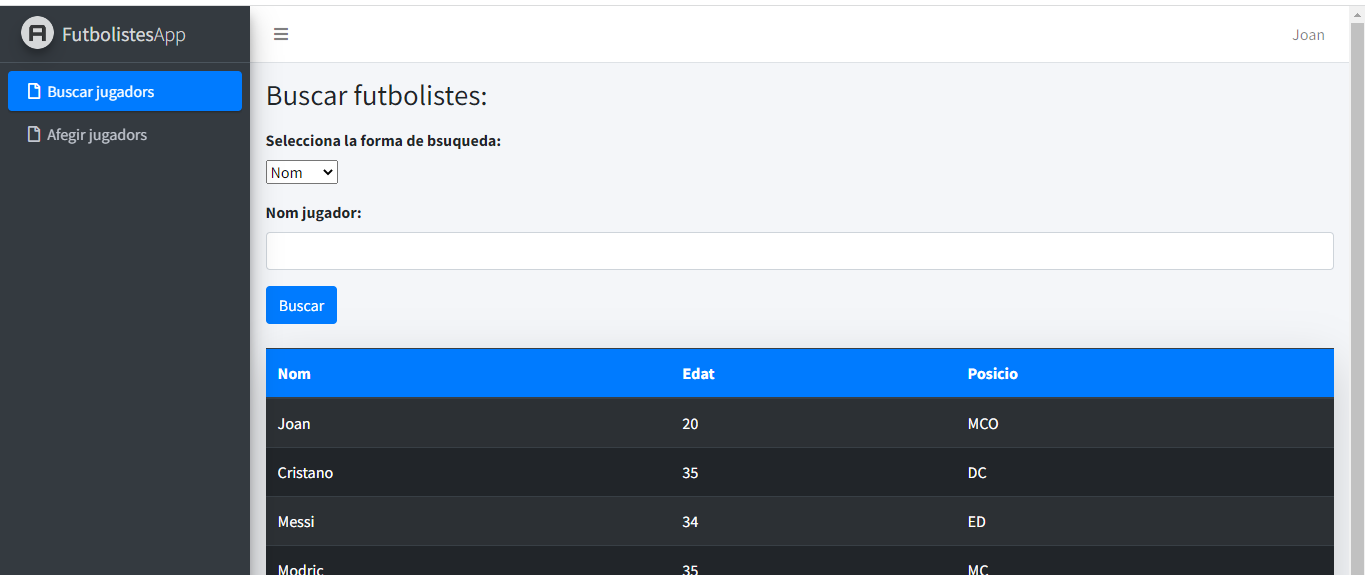 FutbolistesApp
Joan
Buscar jugadors
Afegir jugadors
Buscar futbolistes:
Selecciona la forma de bsuqueda:
Nom
Nom jugador:
Buscar
Nom Edat Posicio
Joan 20 MCO
Cristano 35 DC
Messi 34 ED
Modric 35 MC